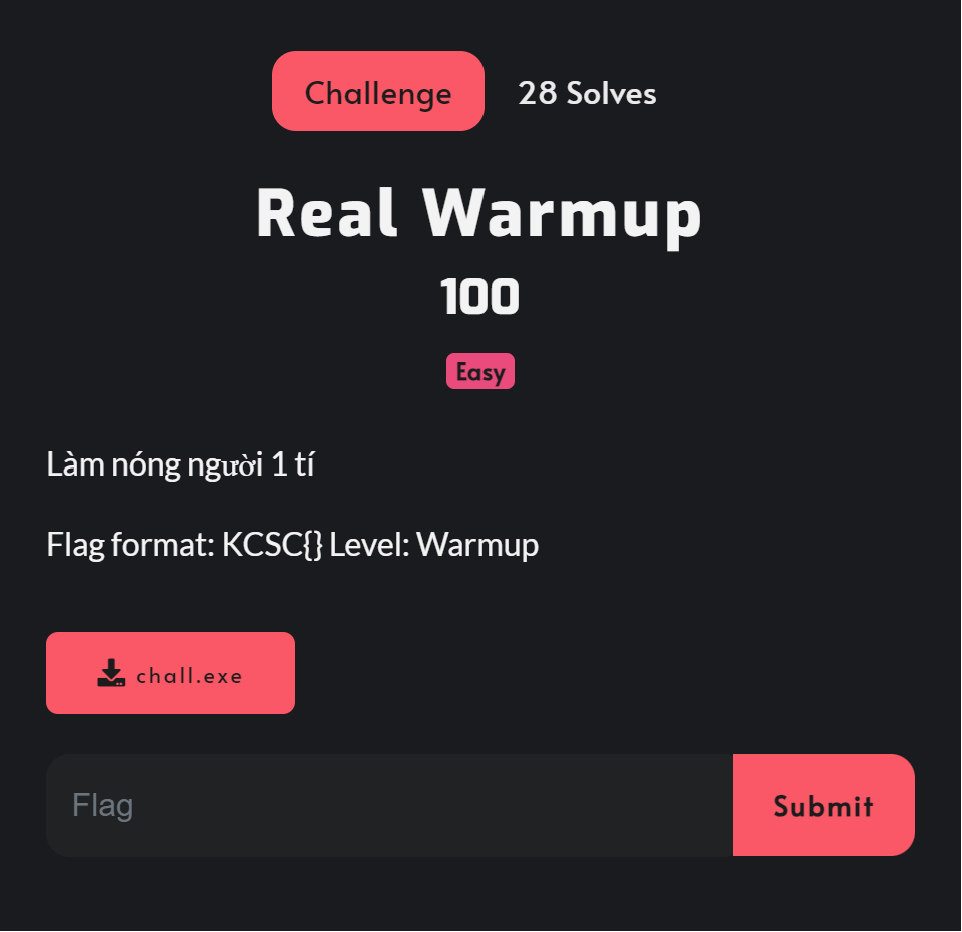 Challenge
28 Solves
Real Warmup
100
Easy
Làm nóng người 1 tí
Flag format: KCSC{} Level: Warmup
chall.exe
Flag
Submit